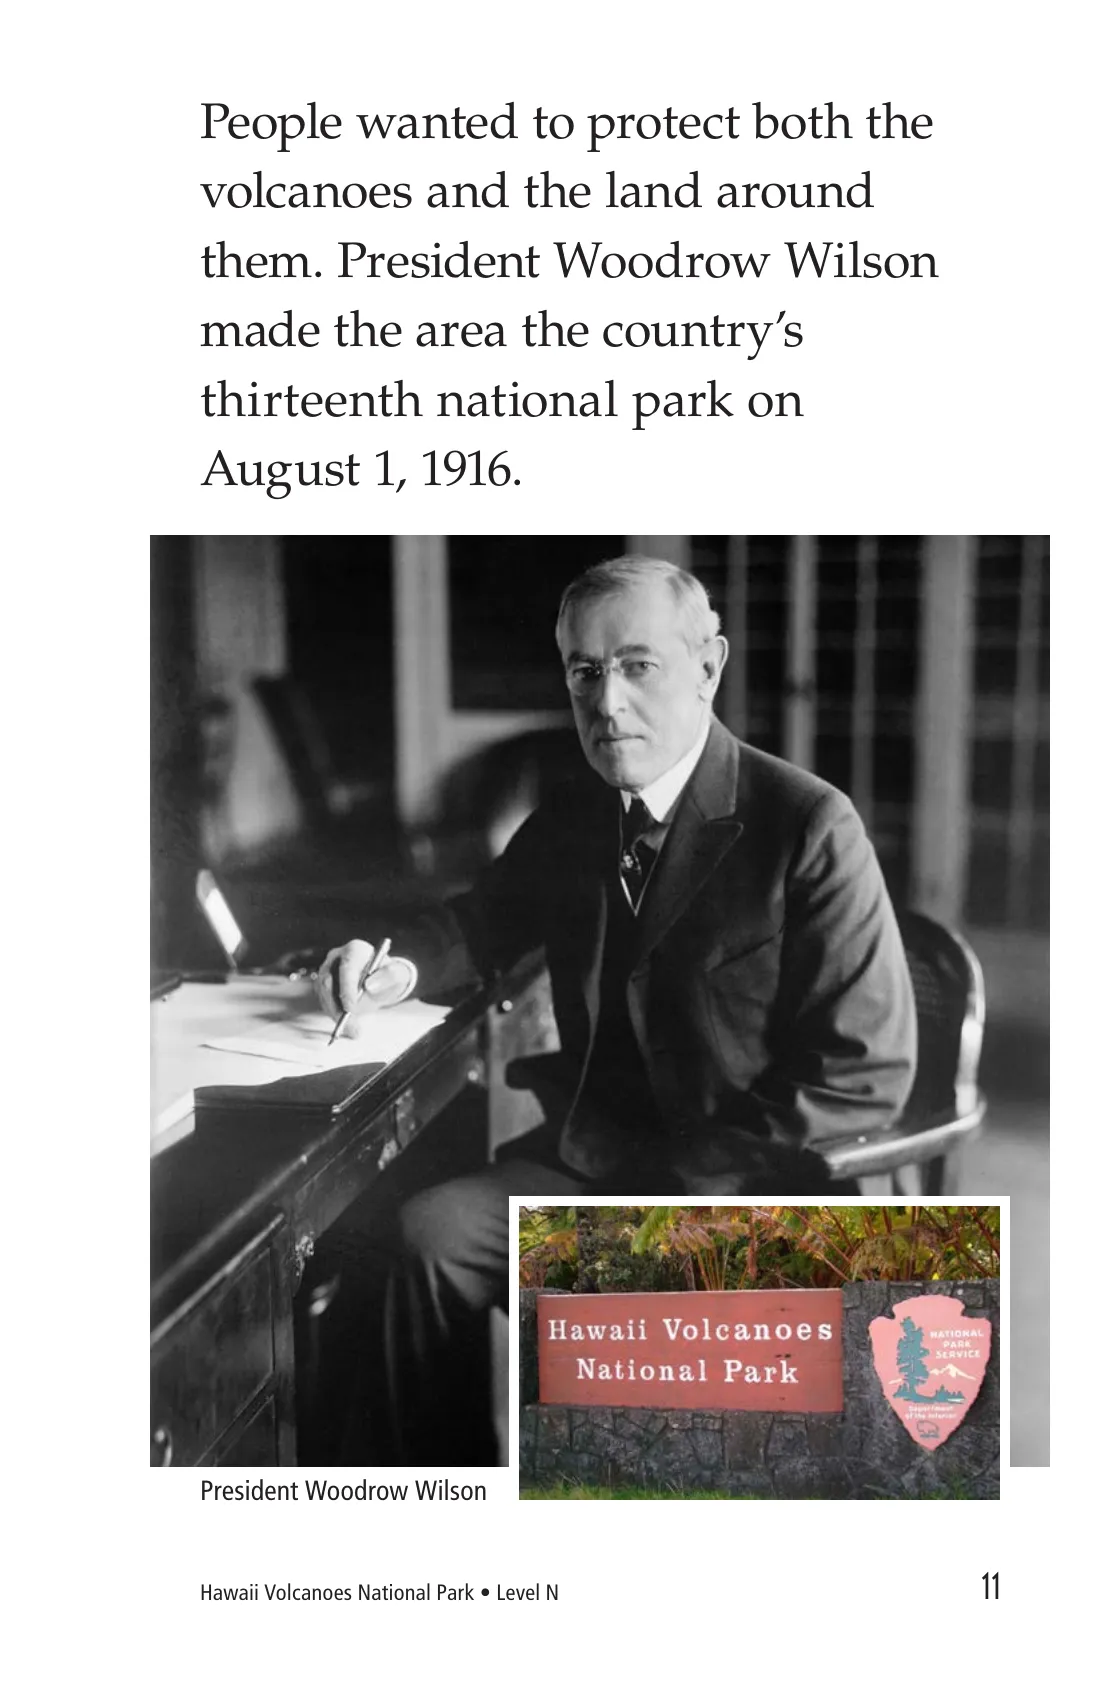 People wanted to protect both the
volcanoes and the land around
them. President Woodrow Wilson
made the area the country’s
thirteenth national park on
August 1, 1916.
Hawaii Volcanoes
National Park
NATIONAL
PARK
SERVICE
Department
of the Interior
President Woodrow Wilson
Hawaii Volcanoes National Park • Level N
11